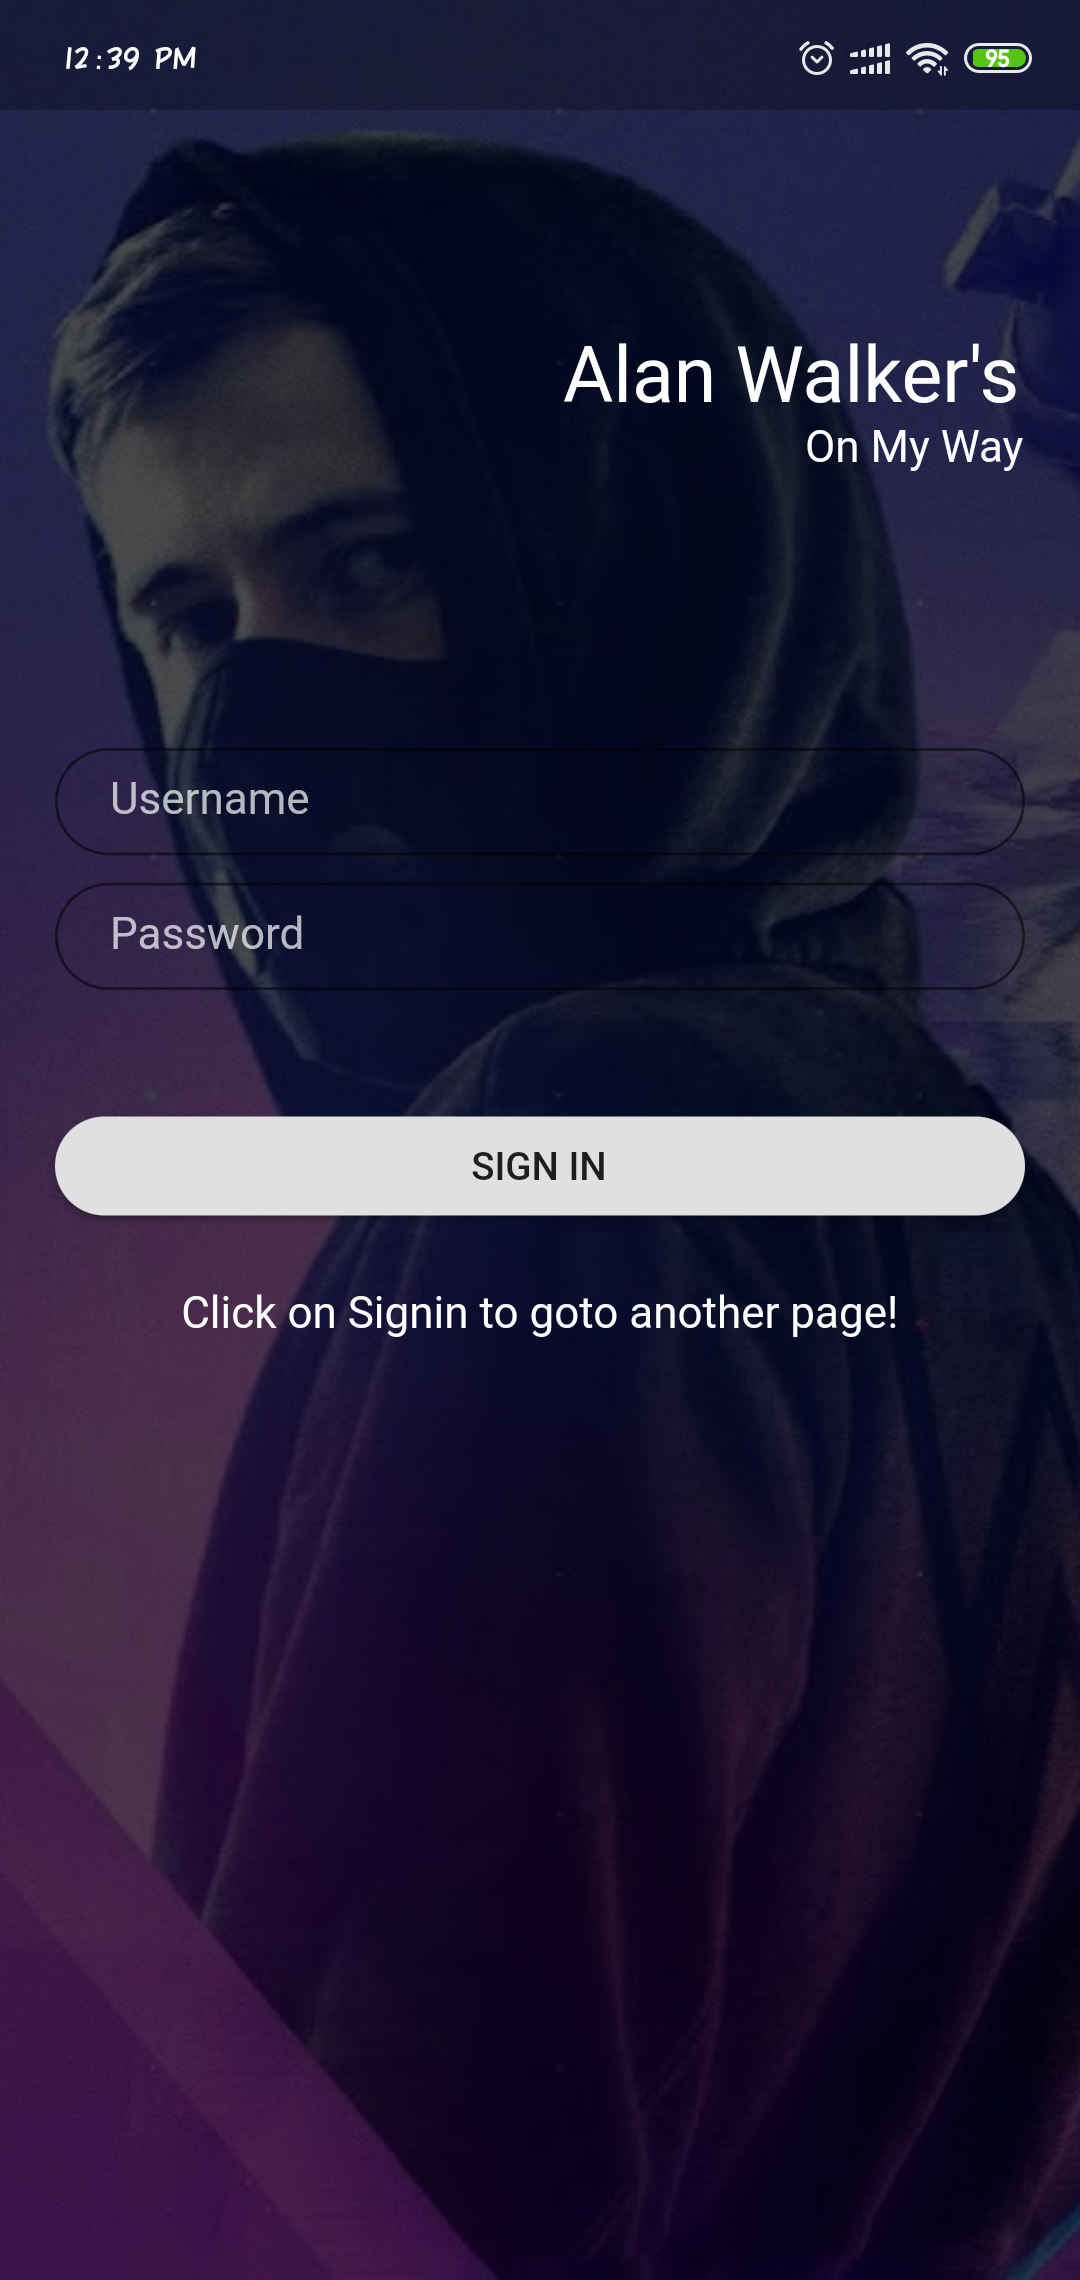 12:39 PM
95
Alan Walker's
On My Way
Username
Password
SIGN IN
Click on Signin to goto another page!